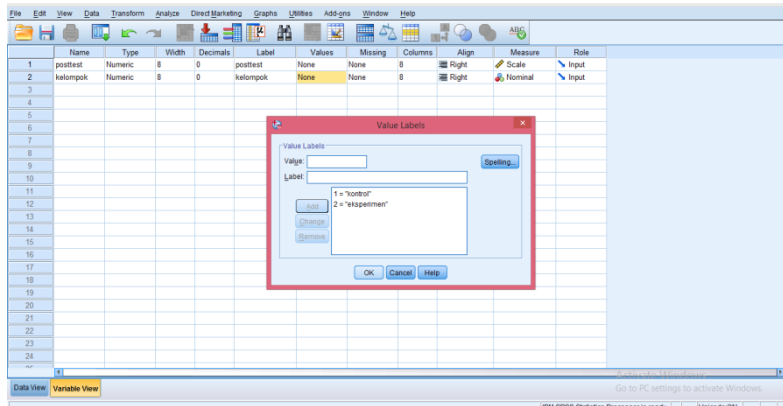 File Edit View Data Transform Analyze Direct Marketing Graphs Utilities Add-ons Window Help
Name Type Width Decimals Label Values Missing Columns Align Measure Role
1 posttest Numeric 8 0 posttest None None 8 Right Scale Input
2 kelompok Numeric 8 0 kelompok None None 8 Right Nominal Input
3
4
5
6
7
8
9
10
11
12
13
14
15
16
17
18
19
20
21
22
23
24
Value Labels
Value Labels
Value:
Spelling...
Label:
1 = "kontrol"
2 = "eksperimen"
Add
Change
Remove
OK Cancel Help
Activate Windows
Go to PC settings to activate Windows.
Data View Variable View